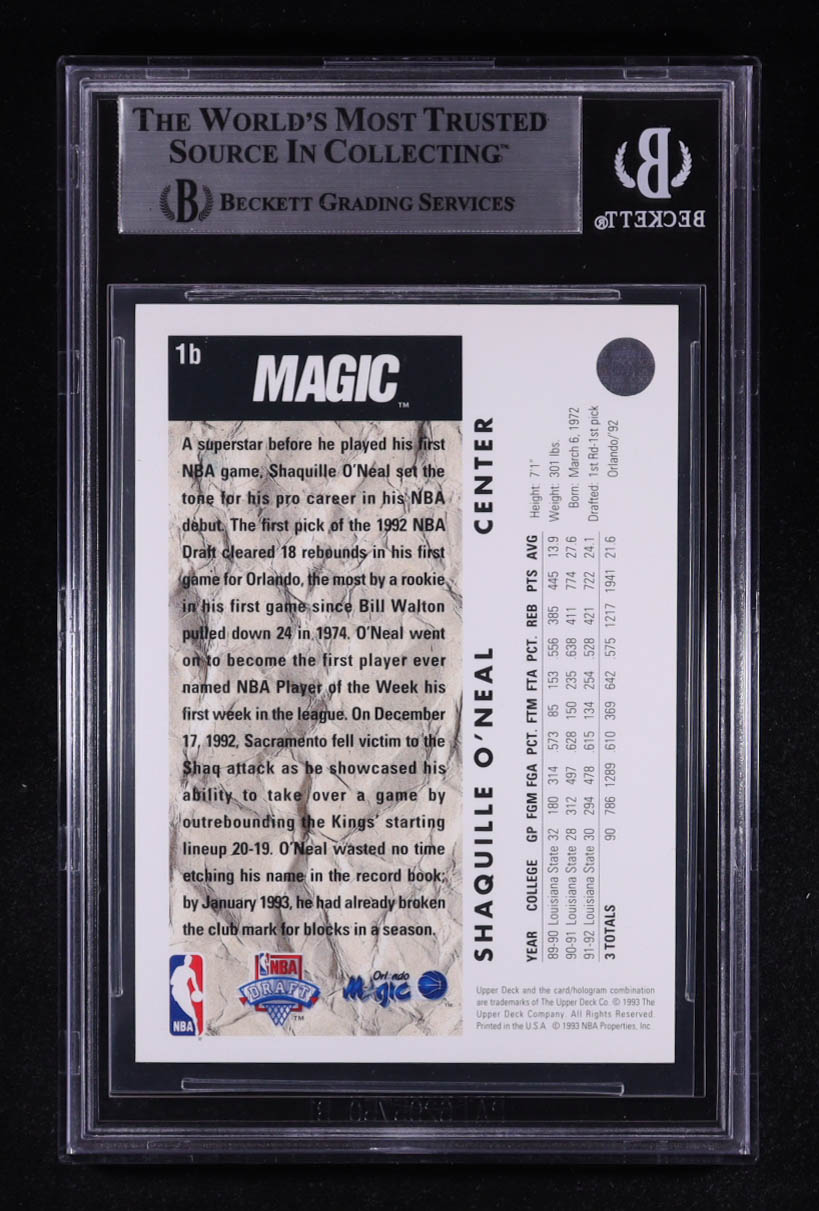 THE WORLD'S MOST TRUSTED
SOURCE IN COLLECTING™
B BECKETT GRADING SERVICES
B
BECKETT®
1b
MAGIC™
A superstar before he played his first
NBA game, Shaquille O'Neal set the
tone for his pro career in his NBA
debut. The first pick of the 1992 NBA
Draft cleared 18 rebounds in his first
game for Orlando, the most by a rookie
in his first game since Bill Walton
pulled down 24 in 1974. O'Neal went
on to become the first player ever
named NBA Player of the Week his
first week in the league. On December
17, 1992, Sacramento fell victim to the
Shaq attack as he showcased his
ability to take over a game by
outrebounding the Kings' starting
lineup 20-19. O'Neal wasted no time
etching his name in the record book;
by January 1993, he had already broken
the club mark for blocks in a season.
NBA
NBA
DRAFT™
Orlando
Magic™
SHAQUILLE O'NEAL CENTER
Height: 7'1"
Weight: 301 lbs.
Born: March 6, 1972
Drafted: 1st Rd-1st pick
Orlando/'92
YEAR COLLEGE GP FGM FGA PCT. FTM FTA PCT. REB PTS AVG
89-90 Louisiana State 32 180 314 .573 85 153 .556 385 445 13.9
90-91 Louisiana State 28 312 497 .628 150 235 .638 411 774 27.6
91-92 Louisiana State 30 294 478 .615 134 254 .528 421 722 24.1
3 TOTALS 90 786 1289 .610 369 642 .575 1217 1941 21.6
Upper Deck and the card/hologram combination
are trademarks of The Upper Deck Co. © 1993 The
Upper Deck Company. All Rights Reserved.
Printed in the U.S.A. © 1993 NBA Properties, Inc.